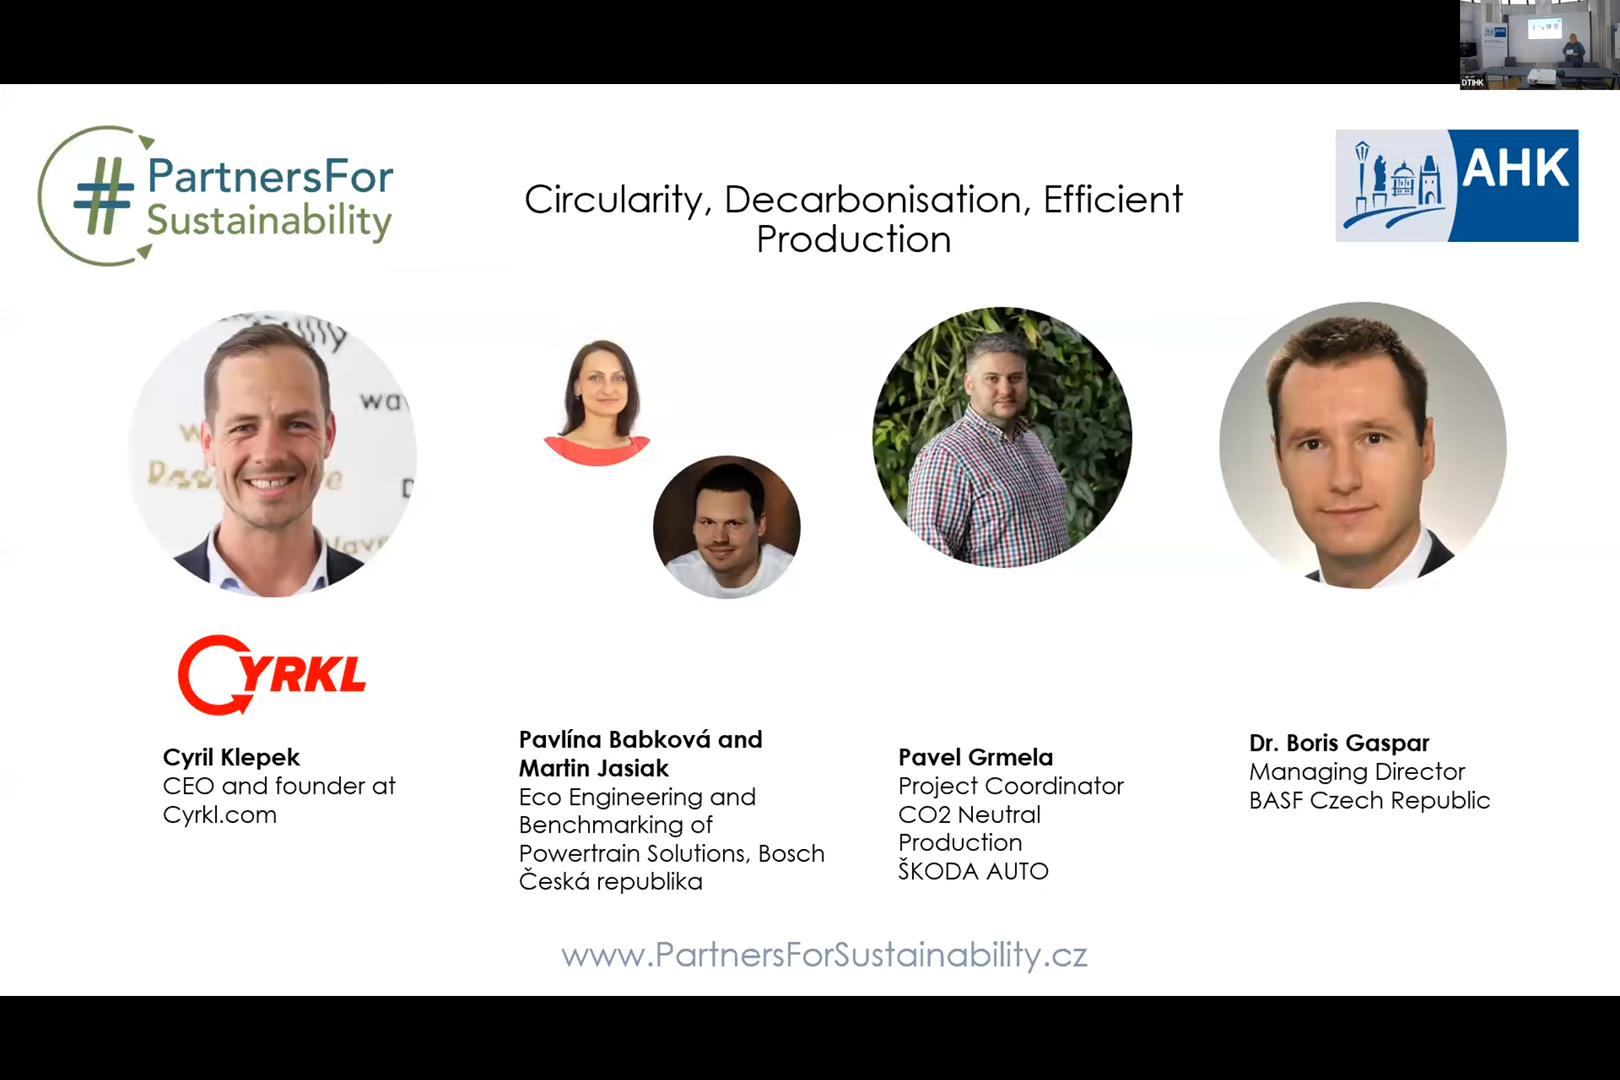 DTIHK
#PartnersFor
Sustainability
Circularity, Decarbonisation, Efficient
Production
AHK
CYRKL
Cyril Klepek
CEO and founder at
Cyrkl.com
Pavlína Babková and
Martin Jasiak
Eco Engineering and
Benchmarking of
Powertrain Solutions, Bosch
Česká republika
Pavel Grmela
Project Coordinator
CO2 Neutral
Production
ŠKODA AUTO
Dr. Boris Gaspar
Managing Director
BASF Czech Republic
www.PartnersForSustainability.cz